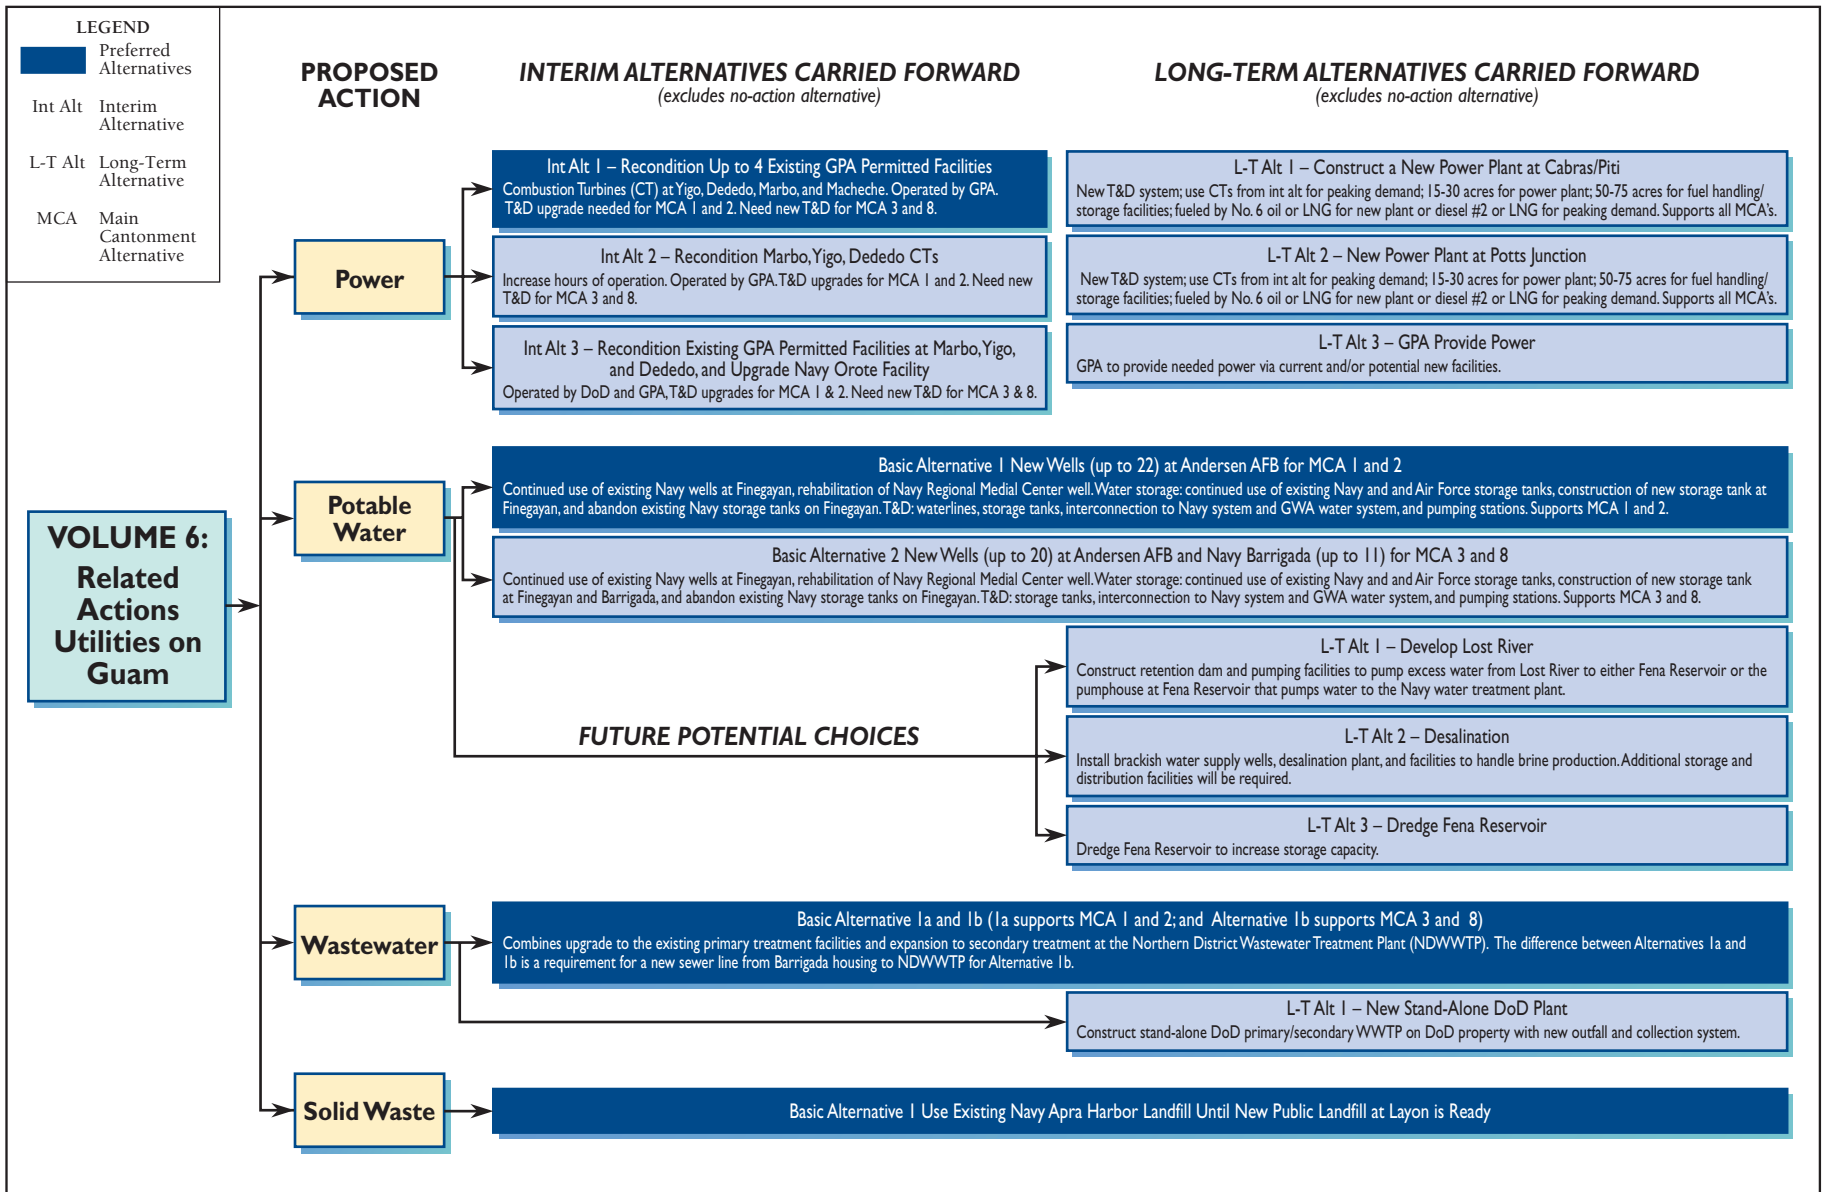 LEGEND
Preferred
Alternatives
Int Alt Interim
Alternative
L-T Alt Long-Term
Alternative
MCA Main
Cantonment
Alternative
PROPOSED
ACTION
INTERIM ALTERNATIVES CARRIED FORWARD
(excludes no-action alternative)
LONG-TERM ALTERNATIVES CARRIED FORWARD
(excludes no-action alternative)
VOLUME 6:
Related
Actions
Utilities on
Guam
Power
Int Alt 1 – Recondition Up to 4 Existing GPA Permitted Facilities
Combustion Turbines (CT) at Yigo, Dededo, Marbo, and Macheche. Operated by GPA.
T&D upgrade needed for MCA 1 and 2. Need new T&D for MCA 3 and 8.
Int Alt 2 – Recondition Marbo, Yigo, Dededo CTs
Increase hours of operation. Operated by GPA. T&D upgrades for MCA 1 and 2. Need new
T&D for MCA 3 and 8.
Int Alt 3 – Recondition Existing GPA Permitted Facilities at Marbo, Yigo,
and Dededo, and Upgrade Navy Orote Facility
Operated by DoD and GPA, T&D upgrades for MCA 1 & 2. Need new T&D for MCA 3 & 8.
L-T Alt 1 – Construct a New Power Plant at Cabras/Piti
New T&D system; use CTs from int alt for peaking demand; 15-30 acres for power plant; 50-75 acres for fuel handling/
storage facilities; fueled by No. 6 oil or LNG for new plant or diesel #2 or LNG for peaking demand. Supports all MCA's.
L-T Alt 2 – New Power Plant at Potts Junction
New T&D system; use CTs from int alt for peaking demand; 15-30 acres for power plant; 50-75 acres for fuel handling/
storage facilities; fueled by No. 6 oil or LNG for new plant or diesel #2 or LNG for peaking demand. Supports all MCA's.
L-T Alt 3 – GPA Provide Power
GPA to provide needed power via current and/or potential new facilities.
Potable
Water
Basic Alternative 1 New Wells (up to 22) at Andersen AFB for MCA 1 and 2
Continued use of existing Navy wells at Finegayan, rehabilitation of Navy Regional Medial Center well. Water storage: continued use of existing Navy and and Air Force storage tanks, construction of new storage tank at
Finegayan, and abandon existing Navy storage tanks on Finegayan. T&D: waterlines, storage tanks, interconnection to Navy system and GWA water system, and pumping stations. Supports MCA 1 and 2.
Basic Alternative 2 New Wells (up to 20) at Andersen AFB and Navy Barrigada (up to 11) for MCA 3 and 8
Continued use of existing Navy wells at Finegayan, rehabilitation of Navy Regional Medial Center well. Water storage: continued use of existing Navy and and Air Force storage tanks, construction of new storage tank
at Finegayan and Barrigada, and abandon existing Navy storage tanks on Finegayan. T&D: storage tanks, interconnection to Navy system and GWA water system, and pumping stations. Supports MCA 3 and 8.
FUTURE POTENTIAL CHOICES
L-T Alt 1 – Develop Lost River
Construct retention dam and pumping facilities to pump excess water from Lost River to either Fena Reservoir or the
pumphouse at Fena Reservoir that pumps water to the Navy water treatment plant.
L-T Alt 2 – Desalination
Install brackish water supply wells, desalination plant, and facilities to handle brine production. Additional storage and
distribution facilities will be required.
L-T Alt 3 – Dredge Fena Reservoir
Dredge Fena Reservoir to increase storage capacity.
Wastewater
Basic Alternative 1a and 1b (1a supports MCA 1 and 2; and Alternative 1b supports MCA 3 and 8)
Combines upgrade to the existing primary treatment facilities and expansion to secondary treatment at the Northern District Wastewater Treatment Plant (NDWWTP). The difference between Alternatives 1a and
1b is a requirement for a new sewer line from Barrigada housing to NDWWTP for Alternative 1b.
L-T Alt 1 – New Stand-Alone DoD Plant
Construct stand-alone DoD primary/secondary WWTP on DoD property with new outfall and collection system.
Solid Waste
Basic Alternative 1 Use Existing Navy Apra Harbor Landfill Until New Public Landfill at Layon is Ready